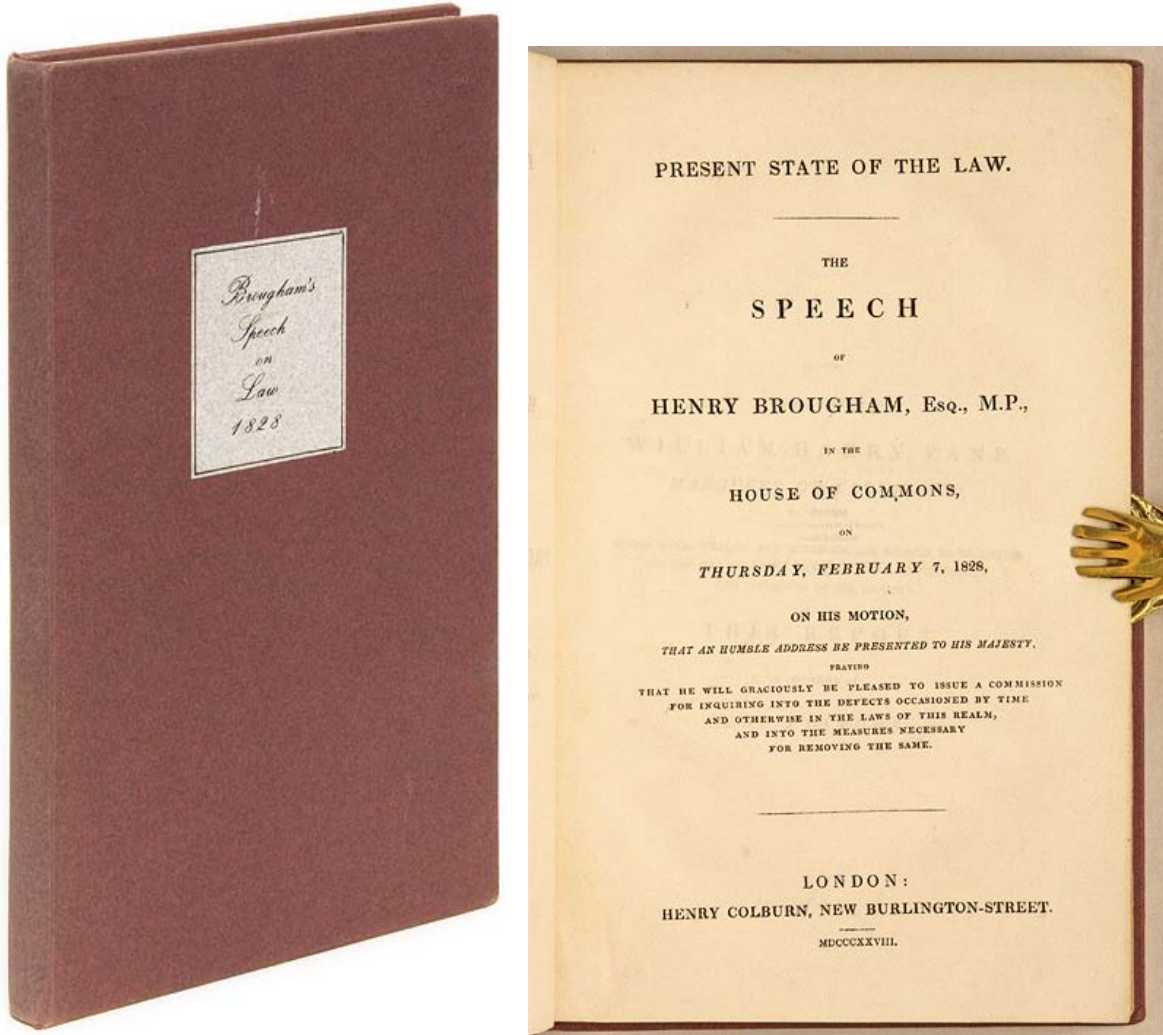 Brougham's
Speech
on
Law
1828
PRESENT STATE OF THE LAW.
THE
SPEECH
OF
HENRY BROUGHAM, Esq., M.P.,
IN THE
HOUSE OF COMMONS,
ON
THURSDAY, FEBRUARY 7, 1828,
ON HIS MOTION,
THAT AN HUMBLE ADDRESS BE PRESENTED TO HIS MAJESTY,
PRAYING
THAT HE WILL GRACIOUSLY BE PLEASED TO ISSUE A COMMISSION
FOR INQUIRING INTO THE DEFECTS OCCASIONED BY TIME
AND OTHERWISE IN THE LAWS OF THIS REALM,
AND INTO THE MEASURES NECESSARY
FOR REMOVING THE SAME.
LONDON:
HENRY COLBURN, NEW BURLINGTON-STREET.
MDCCCXXVIII.